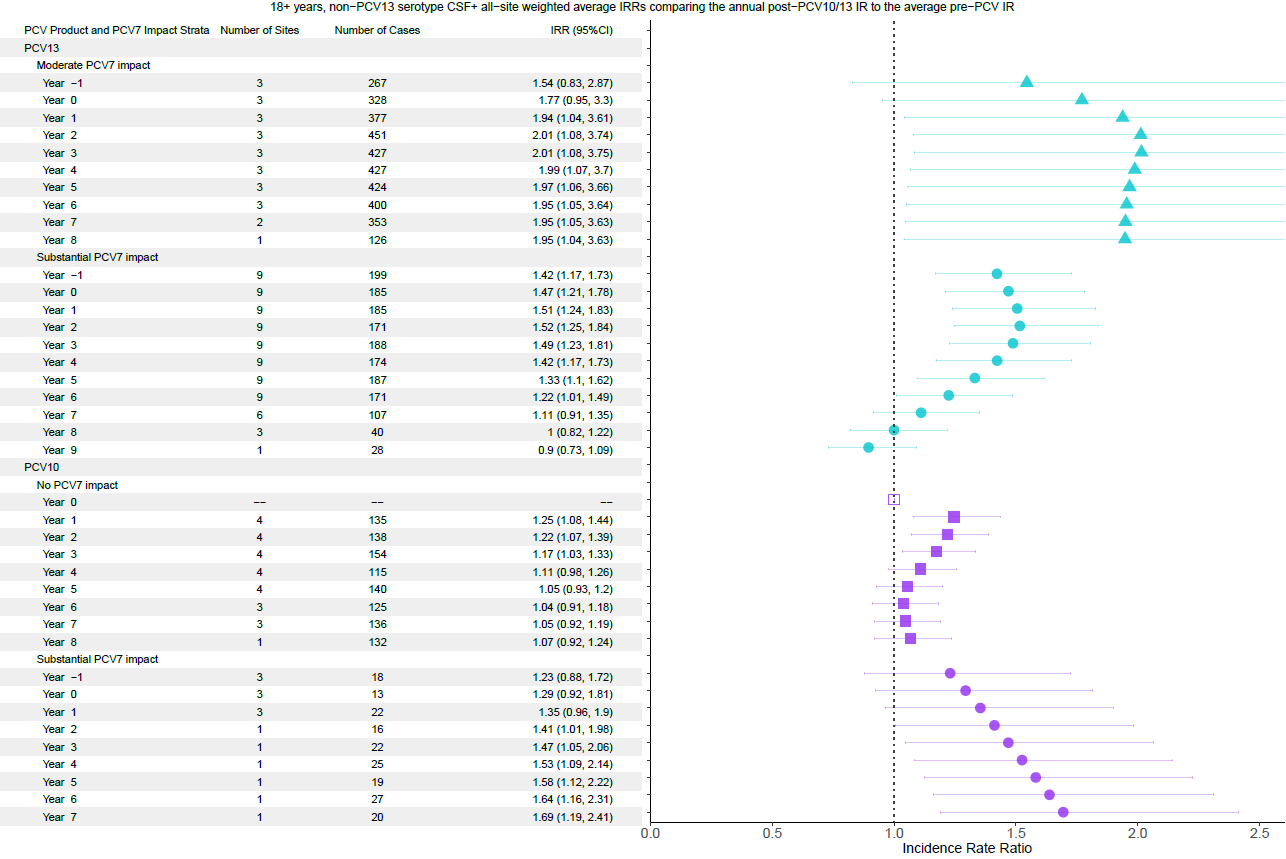 18+ years, non−PCV13 serotype CSF+ all−site weighted average IRRs comparing the annual post−PCV10/13 IR to the average pre−PCV IR
PCV Product and PCV7 Impact Strata Number of Sites Number of Cases IRR (95%CI)
PCV13
Moderate PCV7 impact
Year −1 3 267 1.54 (0.83, 2.87)
Year 0 3 328 1.77 (0.95, 3.3)
Year 1 3 377 1.94 (1.04, 3.61)
Year 2 3 451 2.01 (1.08, 3.74)
Year 3 3 427 2.01 (1.08, 3.75)
Year 4 3 427 1.99 (1.07, 3.7)
Year 5 3 424 1.97 (1.06, 3.66)
Year 6 3 400 1.95 (1.05, 3.64)
Year 7 2 353 1.95 (1.05, 3.63)
Year 8 1 126 1.95 (1.04, 3.63)
Substantial PCV7 impact
Year −1 9 199 1.42 (1.17, 1.73)
Year 0 9 185 1.47 (1.21, 1.78)
Year 1 9 185 1.51 (1.24, 1.83)
Year 2 9 171 1.52 (1.25, 1.84)
Year 3 9 188 1.49 (1.23, 1.81)
Year 4 9 174 1.42 (1.17, 1.73)
Year 5 9 187 1.33 (1.1, 1.62)
Year 6 9 171 1.22 (1.01, 1.49)
Year 7 6 107 1.11 (0.91, 1.35)
Year 8 3 40 1 (0.82, 1.22)
Year 9 1 28 0.9 (0.73, 1.09)
PCV10
No PCV7 impact
Year 0 −− −− −−
Year 1 4 135 1.25 (1.08, 1.44)
Year 2 4 138 1.22 (1.07, 1.39)
Year 3 4 154 1.17 (1.03, 1.33)
Year 4 4 115 1.11 (0.98, 1.26)
Year 5 4 140 1.05 (0.93, 1.2)
Year 6 3 125 1.04 (0.91, 1.18)
Year 7 3 136 1.05 (0.92, 1.19)
Year 8 1 132 1.07 (0.92, 1.24)
Substantial PCV7 impact
Year −1 3 18 1.23 (0.88, 1.72)
Year 0 3 13 1.29 (0.92, 1.81)
Year 1 3 22 1.35 (0.96, 1.9)
Year 2 1 16 1.41 (1.01, 1.98)
Year 3 1 22 1.47 (1.05, 2.06)
Year 4 1 25 1.53 (1.09, 2.14)
Year 5 1 19 1.58 (1.12, 2.22)
Year 6 1 27 1.64 (1.16, 2.31)
Year 7 1 20 1.69 (1.19, 2.41)
0.0 0.5 1.0 1.5 2.0 2.5
Incidence Rate Ratio